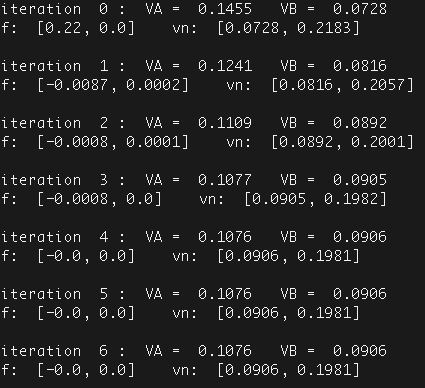 iteration  0 :  VA =  0.1455   VB =  0.0728
f:  [0.22, 0.0]    vn:  [0.0728, 0.2183]
iteration  1 :  VA =  0.1241   VB =  0.0816
f:  [-0.0087, 0.0002]    vn:  [0.0816, 0.2057]
iteration  2 :  VA =  0.1109   VB =  0.0892
f:  [-0.0008, 0.0001]    vn:  [0.0892, 0.2001]
iteration  3 :  VA =  0.1077   VB =  0.0905
f:  [-0.0008, 0.0]    vn:  [0.0905, 0.1982]
iteration  4 :  VA =  0.1076   VB =  0.0906
f:  [-0.0, 0.0]    vn:  [0.0906, 0.1981]
iteration  5 :  VA =  0.1076   VB =  0.0906
f:  [-0.0, 0.0]    vn:  [0.0906, 0.1981]
iteration  6 :  VA =  0.1076   VB =  0.0906
f:  [-0.0, 0.0]    vn:  [0.0906, 0.1981]